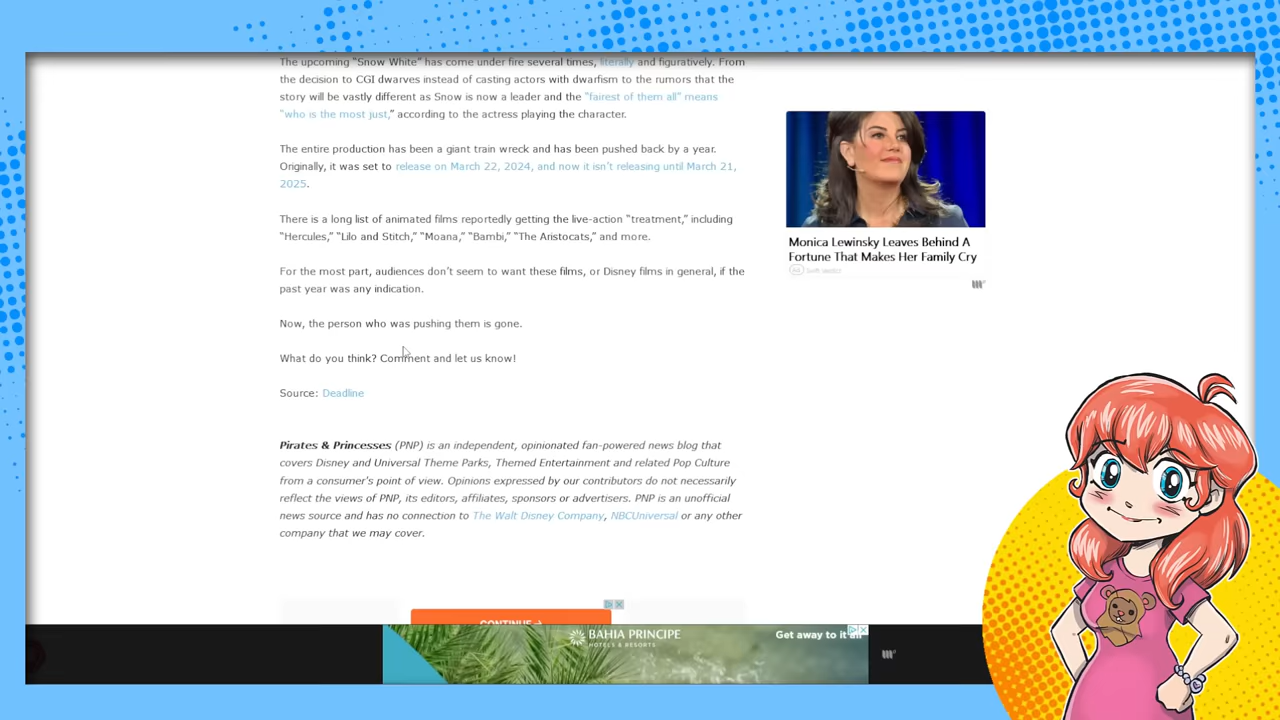 The upcoming “Snow White” has come under fire several times, literally and figuratively. From
the decision to CGI dwarves instead of casting actors with dwarfism to the rumors that the
story will be vastly different as Snow is now a leader and the “fairest of them all” means
“who is the most just,” according to the actress playing the character.
The entire production has been a giant train wreck and has been pushed back by a year.
Originally, it was set to release on March 22, 2024, and now it isn’t releasing until March 21,
2025.
There is a long list of animated films reportedly getting the live-action “treatment,” including
“Hercules,” “Lilo and Stitch,” “Moana,” “Bambi,” “The Aristocats,” and more.
For the most part, audiences don’t seem to want these films, or Disney films in general, if the
past year was any indication.
Now, the person who was pushing them is gone.
What do you think? Comment and let us know!
Source: Deadline
Pirates & Princesses (PNP) is an independent, opinionated fan-powered news blog that
covers Disney and Universal Theme Parks, Themed Entertainment and related Pop Culture
from a consumer's point of view. Opinions expressed by our contributors do not necessarily
reflect the views of PNP, its editors, affiliates, sponsors or advertisers. PNP is an unofficial
news source and has no connection to The Walt Disney Company, NBCUniversal or any other
company that we may cover.
Monica Lewinsky Leaves Behind A
Fortune That Makes Her Family Cry
Ad
CONTINUE
BAHIA PRINCIPE
HOTELS & RESORTS
Get away to it all